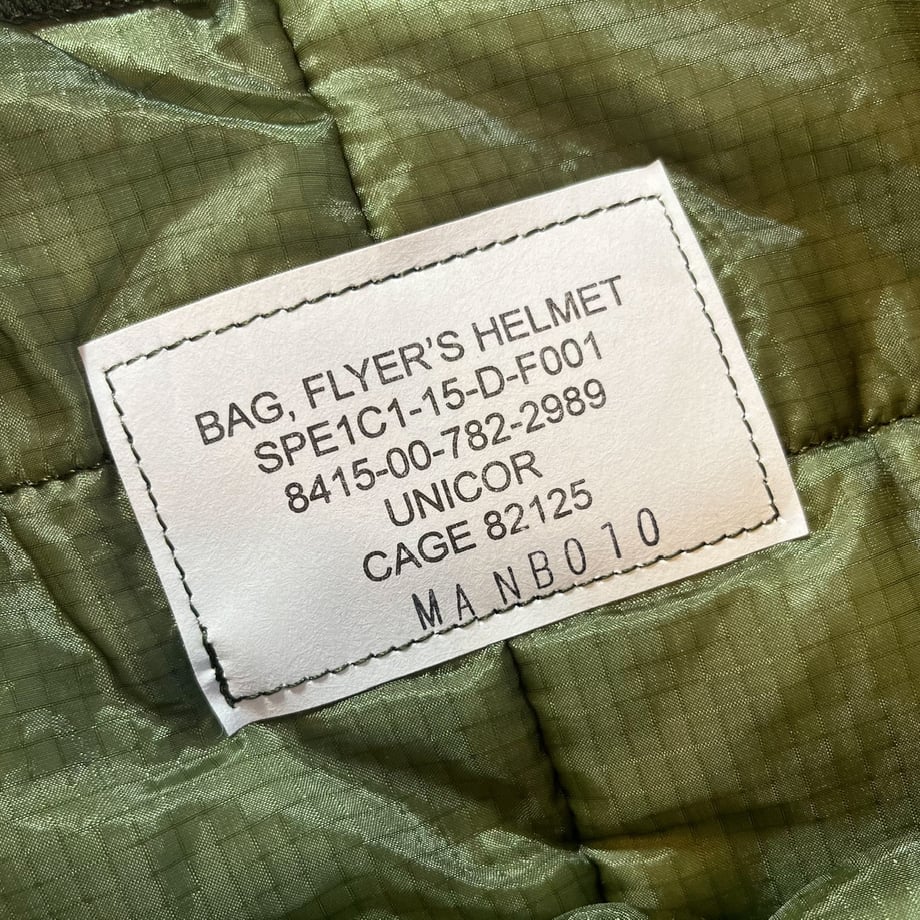 BAG, FLYER'S HELMET
SPE1C1-15-D-F001
8415-00-782-2989
UNICOR
CAGE 82125
MANB010